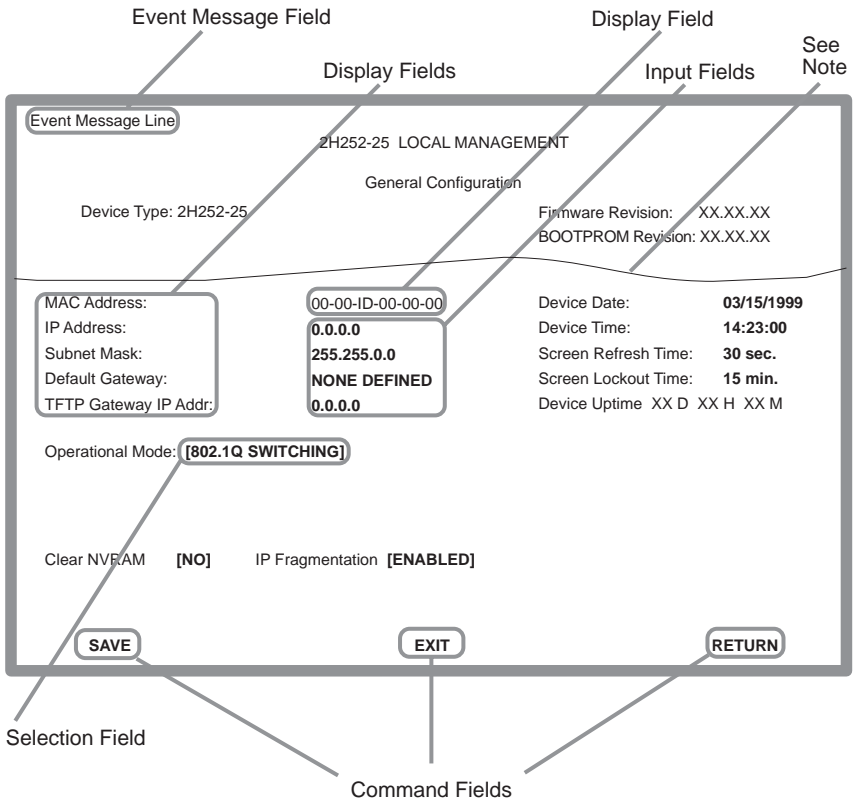 Event Message Field
Display Field
See
Note
Display Fields
Input Fields
Event Message Line
2H252-25 LOCAL MANAGEMENT
General Configuration
Device Type: 2H252-25
Firmware Revision: XX.XX.XX
BOOTPROM Revision: XX.XX.XX
MAC Address: 00-00-ID-00-00-00 Device Date: 03/15/1999
IP Address: 0.0.0.0 Device Time: 14:23:00
Subnet Mask: 255.255.0.0 Screen Refresh Time: 30 sec.
Default Gateway: NONE DEFINED Screen Lockout Time: 15 min.
TFTP Gateway IP Addr: 0.0.0.0 Device Uptime XX D XX H XX M
Operational Mode: [802.1Q SWITCHING]
Clear NVRAM [NO] IP Fragmentation [ENABLED]
SAVE EXIT RETURN
Selection Field
Command Fields